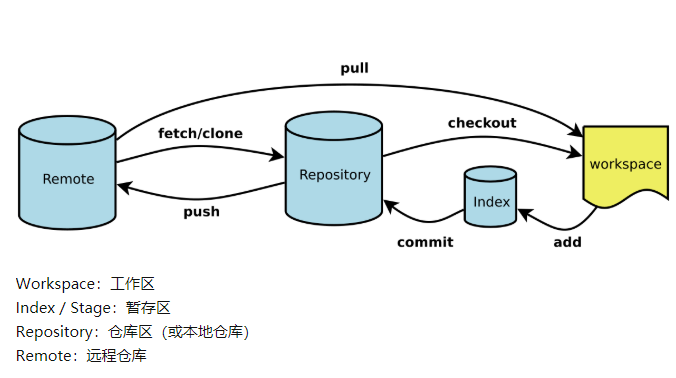 pull
fetch/clone
checkout
Remote
Repository
workspace
Index
push
commit
add
Workspace：工作区
Index / Stage：暂存区
Repository：仓库区（或本地仓库）
Remote：远程仓库